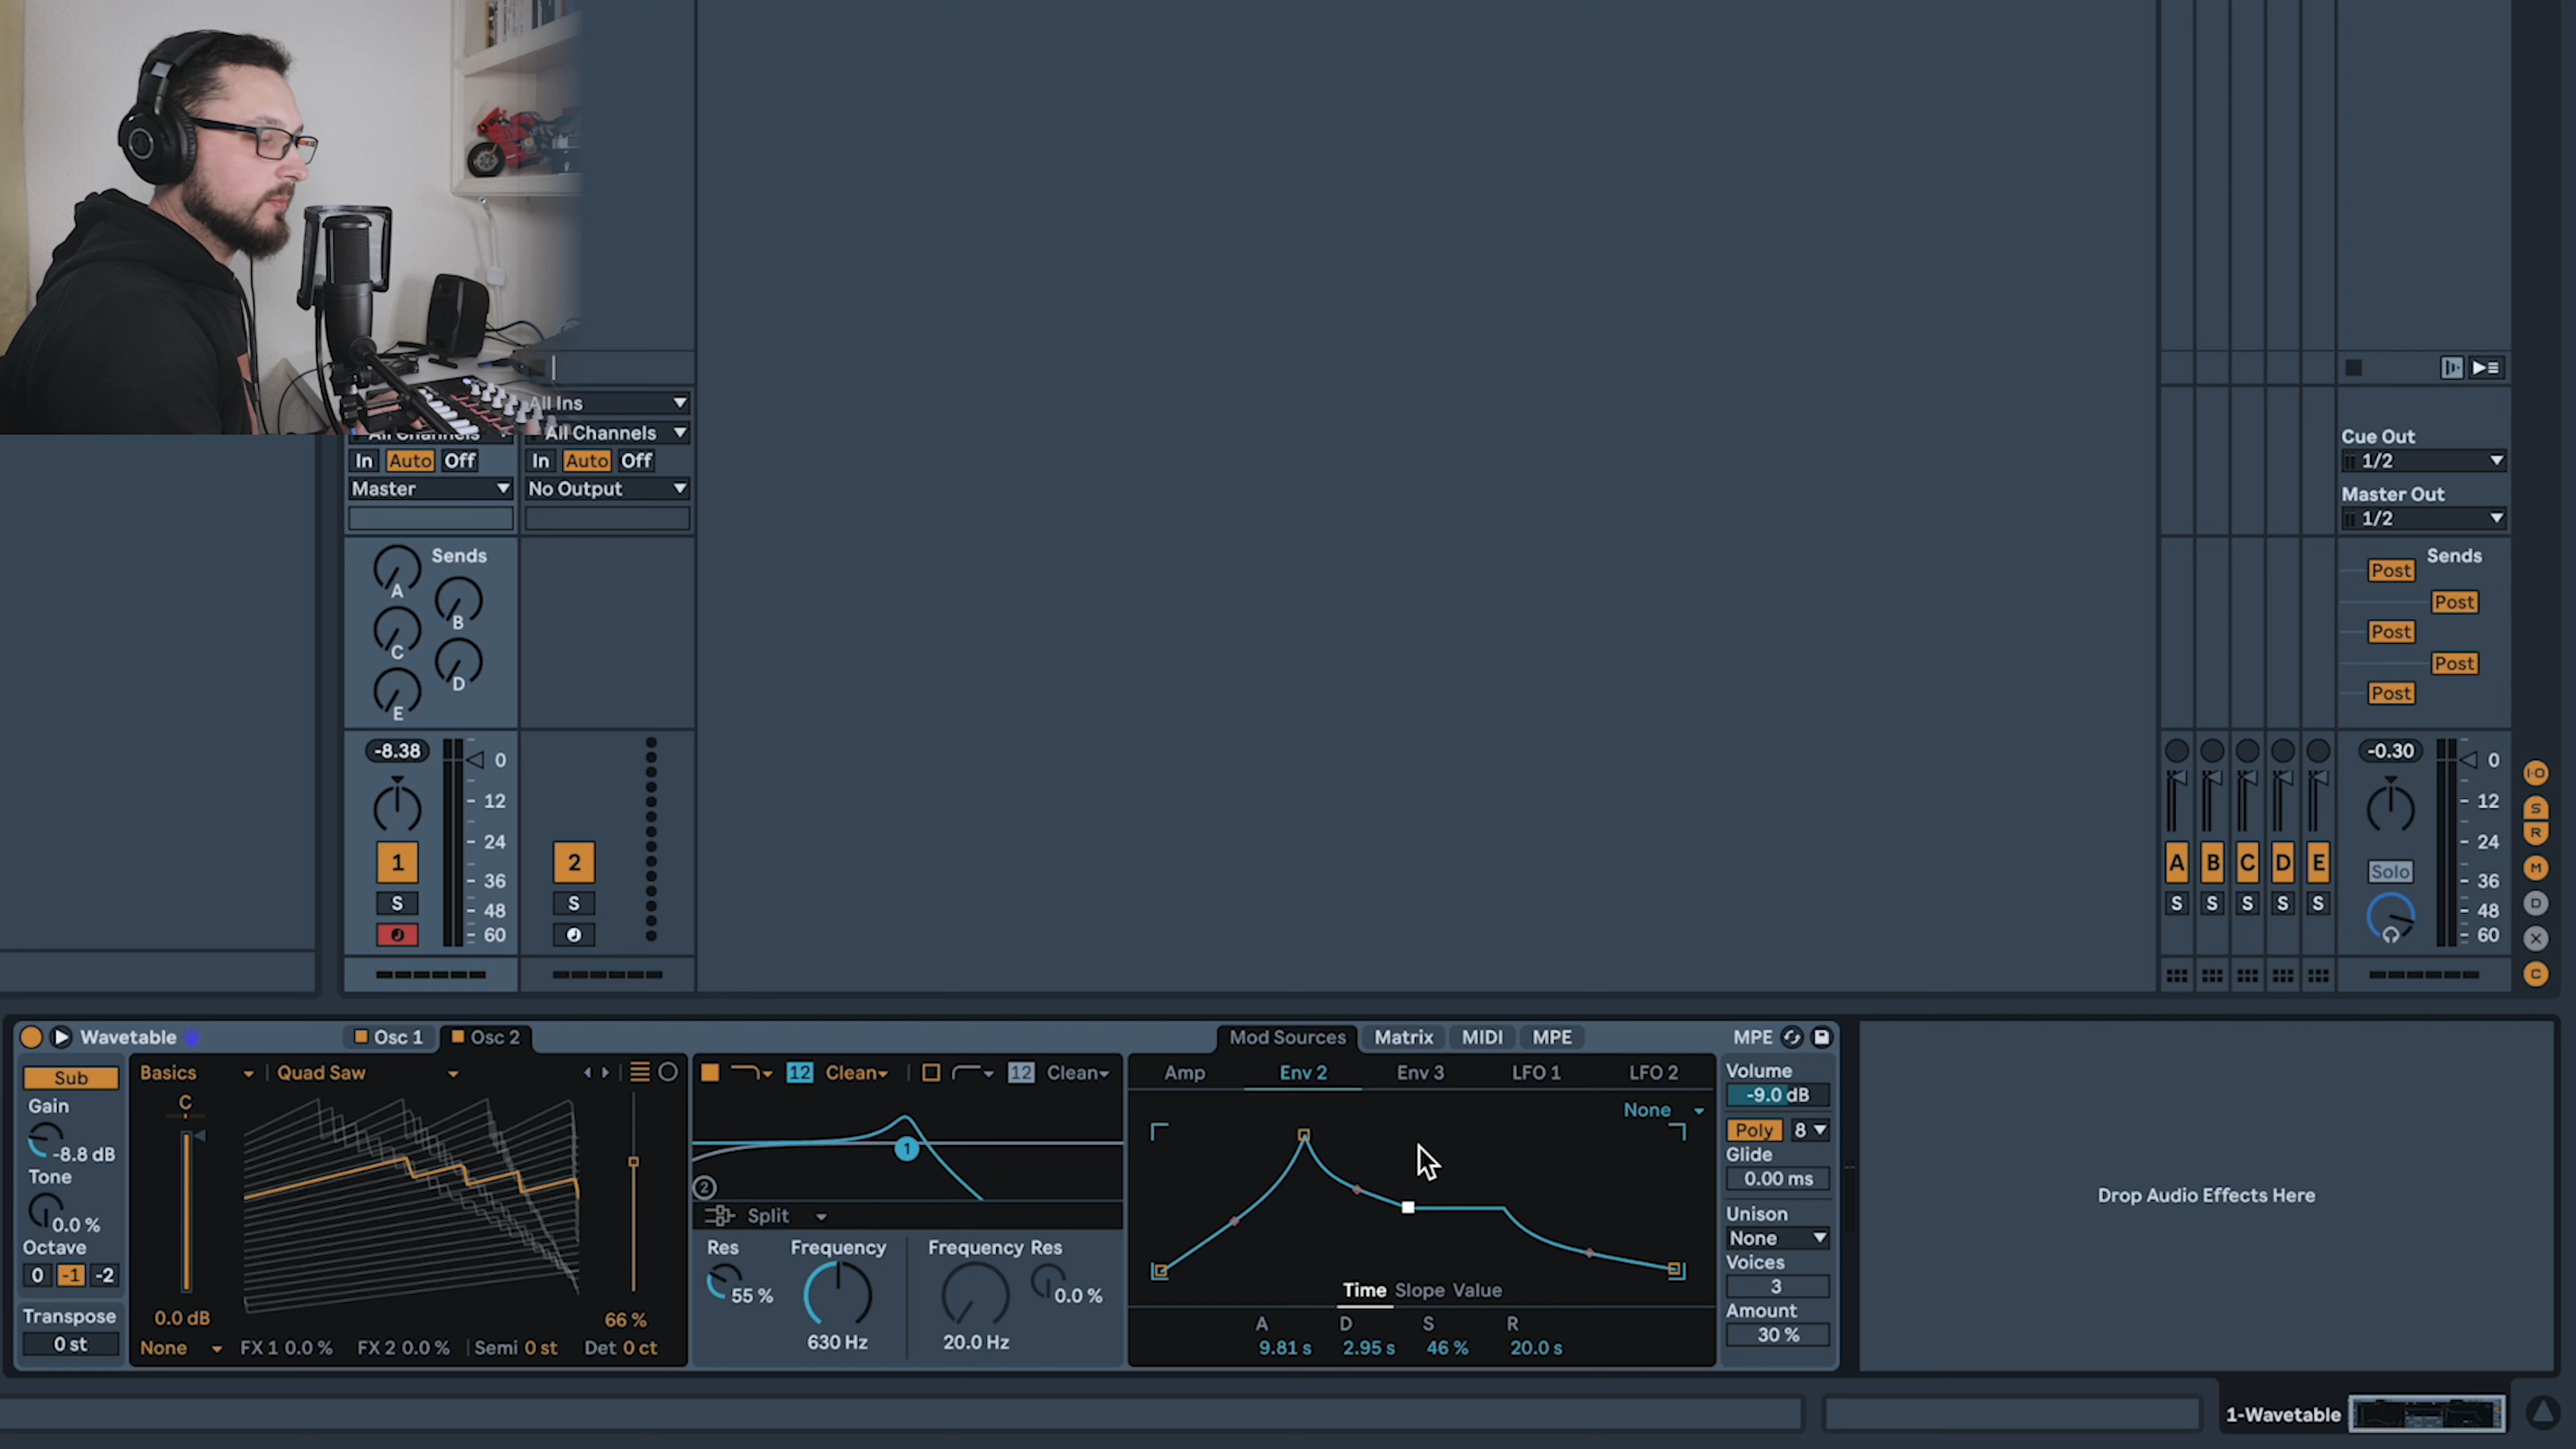 All Ins
All Channels
All Channels
In Auto Off
In Auto Off
Master
No Output
Sends
A
B
C
D
E
-8.38
0
12
24
36
48
60
1
S
2
S
Cue Out
1/2
Master Out
1/2
Sends
Post
Post
Post
Post
Post
A B C D E
S S S S S
-0.30
0
12
24
36
48
60
Solo
I-O
S
R
M
D
X
C
Wavetable
Osc 1
Osc 2
Sub
Gain
-8.8 dB
Tone
0.0 %
Octave
0 -1 -2
Transpose
0 st
Basics
Quad Saw
C
0.0 dB
66 %
None
FX 1 0.0 %
FX 2 0.0 %
Semi 0 st
Det 0 ct
12 Clean
12 Clean
1
2
Split
Res
55 %
Frequency
630 Hz
Frequency
20.0 Hz
Res
0.0 %
Mod Sources
Matrix
MIDI
MPE
Amp
Env 2
Env 3
LFO 1
LFO 2
None
Time Slope Value
A
9.81 s
D
2.95 s
S
46 %
R
20.0 s
MPE
Volume
-9.0 dB
Poly 8
Glide
0.00 ms
Unison
None
Voices
3
Amount
30 %
Drop Audio Effects Here
1-Wavetable